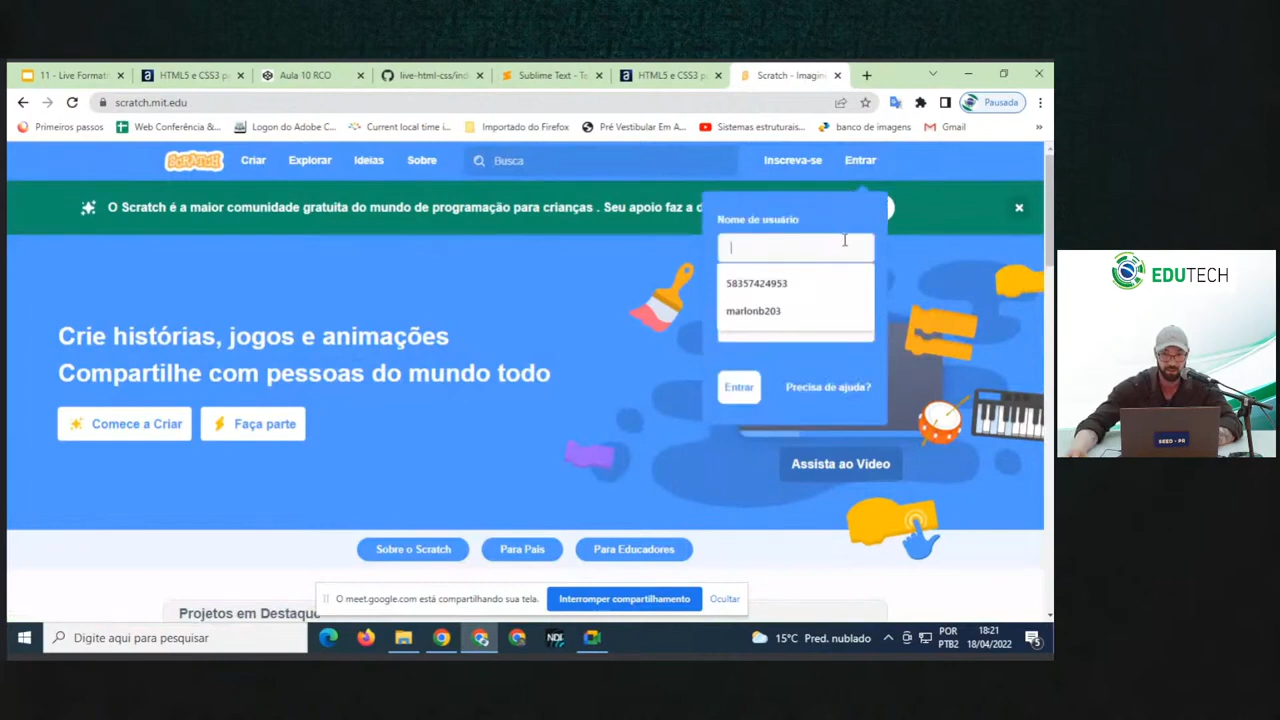 11 - Live Format
HTML5 e CSS3 p
Aula 10 RCO
live-html-css/ind
Sublime Text - Te
HTML5 e CSS3 p
Scratch - Imagin
scratch.mit.edu
Pausada
Primeiros passos
Web Conferência &...
Logon do Adobe C...
Current local time i...
Importado do Firefox
Pré Vestibular Em A...
Sistemas estruturais...
banco de imagens
Gmail
SCRATCH
Criar
Explorar
Ideias
Sobre
Busca
Inscreva-se
Entrar
O Scratch é a maior comunidade gratuita do mundo de programação para crianças . Seu apoio faz a d
Nome de usuário
58357424953
marlonb203
Entrar
Precisa de ajuda?
Crie histórias, jogos e animações
Compartilhe com pessoas do mundo todo
Comece a Criar
Faça parte
Assista ao Video
Sobre o Scratch
Para Pais
Para Educadores
Projetos em Destaque
O meet.google.com está compartilhando sua tela.
Interromper compartilhamento
Ocultar
Digite aqui para pesquisar
NDI
15°C Pred. nublado
POR
PTB2
18:21
18/04/2022
5
EDUTECH
SEED - PR